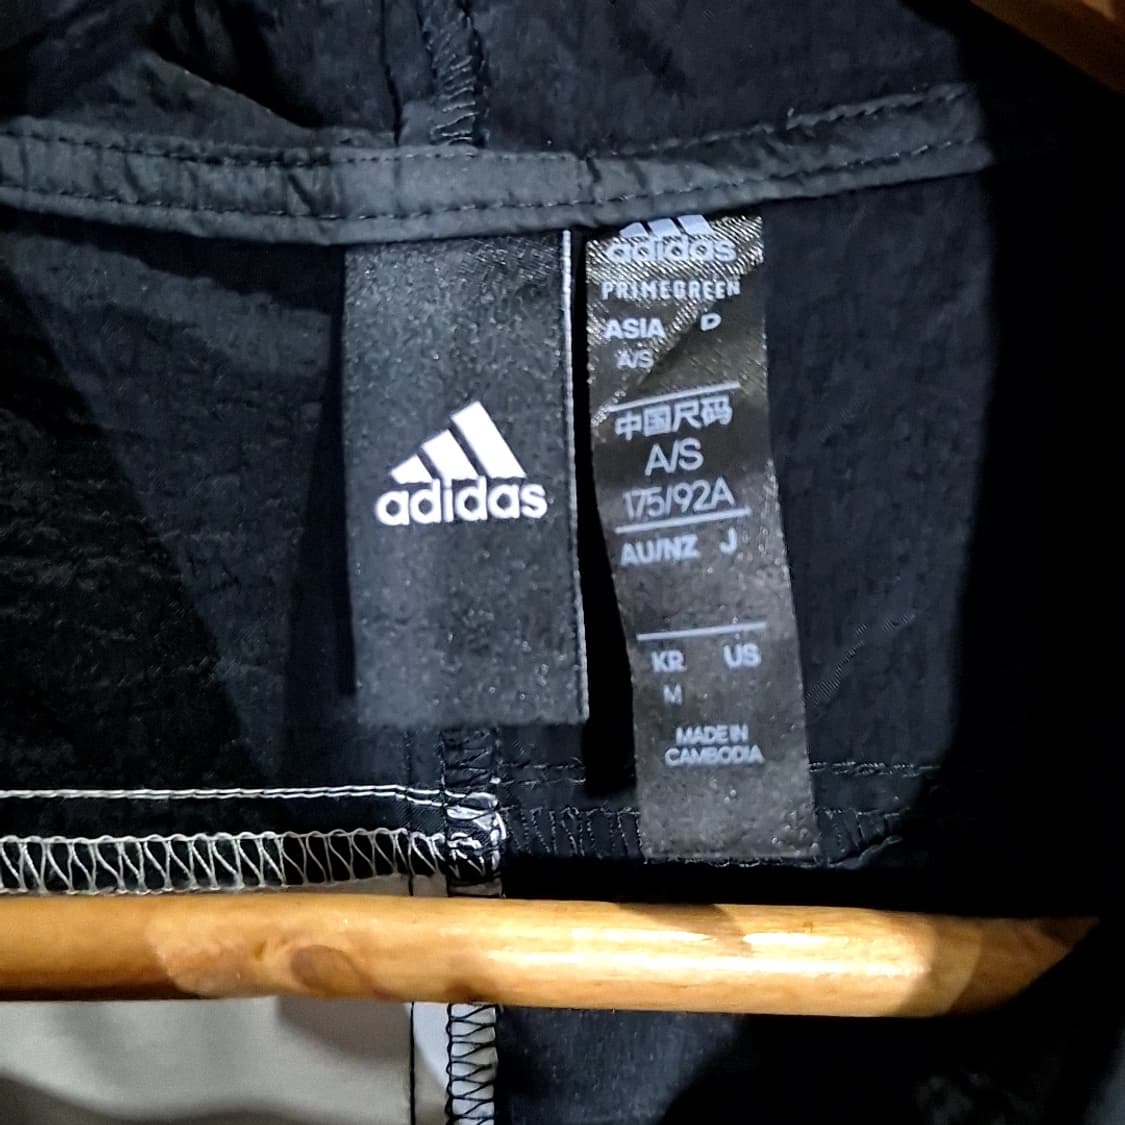 adidas
adidas
PRIMEGREEN
ASIA D
A/S
中国尺码
A/S
175/92A
AU/NZ J
KR US
M
MADE IN
CAMBODIA